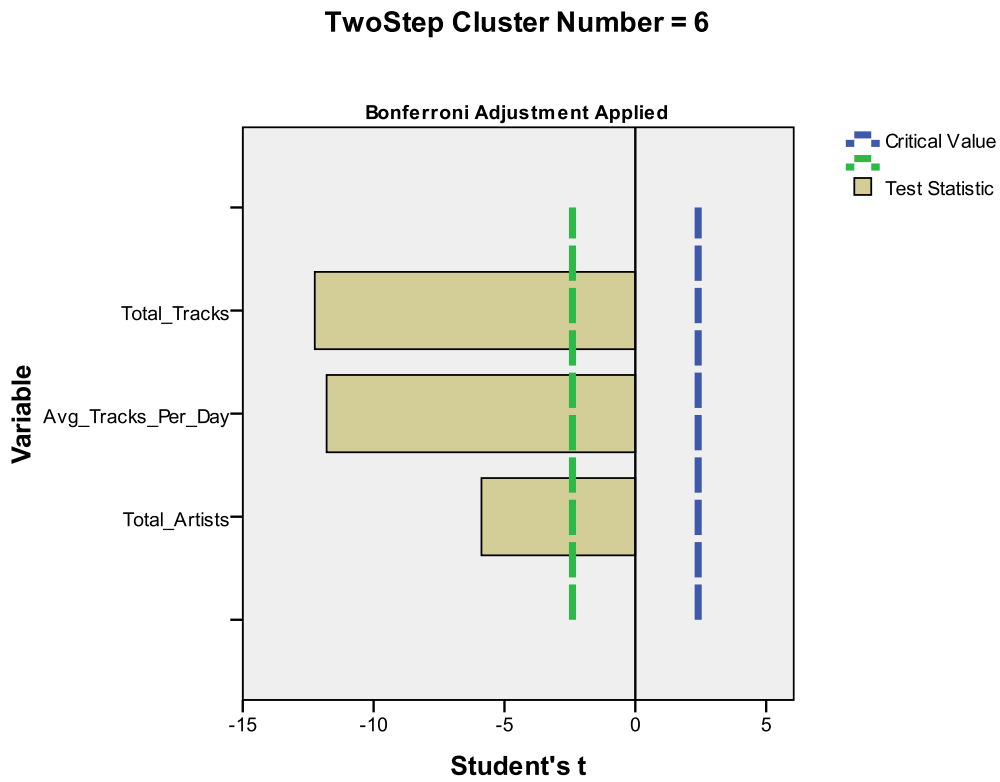 TwoStep Cluster Number = 6
Bonferroni Adjustment Applied
Critical Value
Test Statistic
Variable
Total_Tracks
Avg_Tracks_Per_Day
Total_Artists
-15 -10 -5 0 5
Student's t